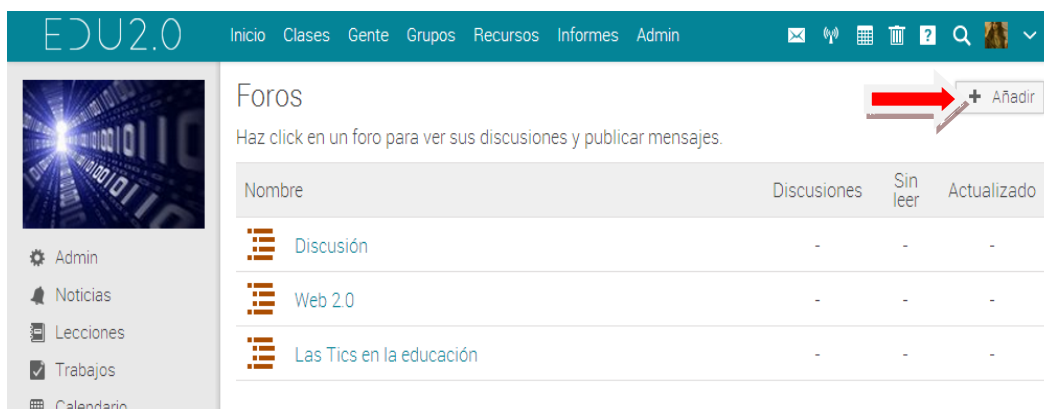 EDU2.0
Inicio Clases Gente Grupos Recursos Informes Admin
Foros
+ Añadir
Haz click en un foro para ver sus discusiones y publicar mensajes.
Nombre Discusiones Sin leer Actualizado
Discusión - - -
Web 2.0 - - -
Las Tics en la educación - - -
Admin
Noticias
Lecciones
Trabajos
Calendario